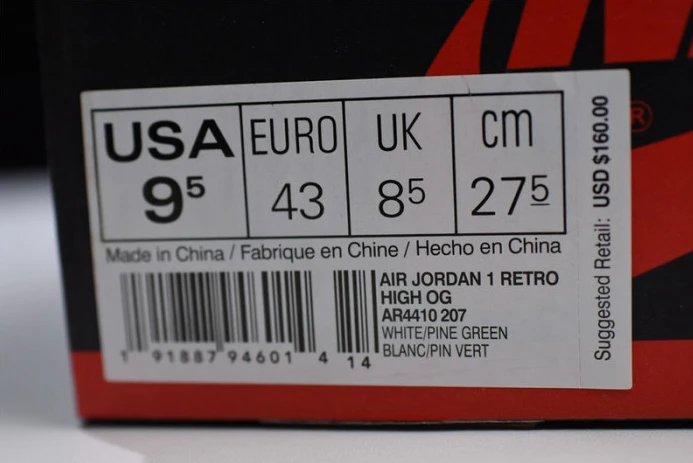 USA EURO UK cm
9⁵ 43 8⁵ 27⁵
Made in China / Fabrique en Chine / Hecho en China
AIR JORDAN 1 RETRO
HIGH OG
AR4410 207
WHITE/PINE GREEN
BLANC/PIN VERT
1 91887 94601 4 14
Suggested Retail: USD $160.00
®